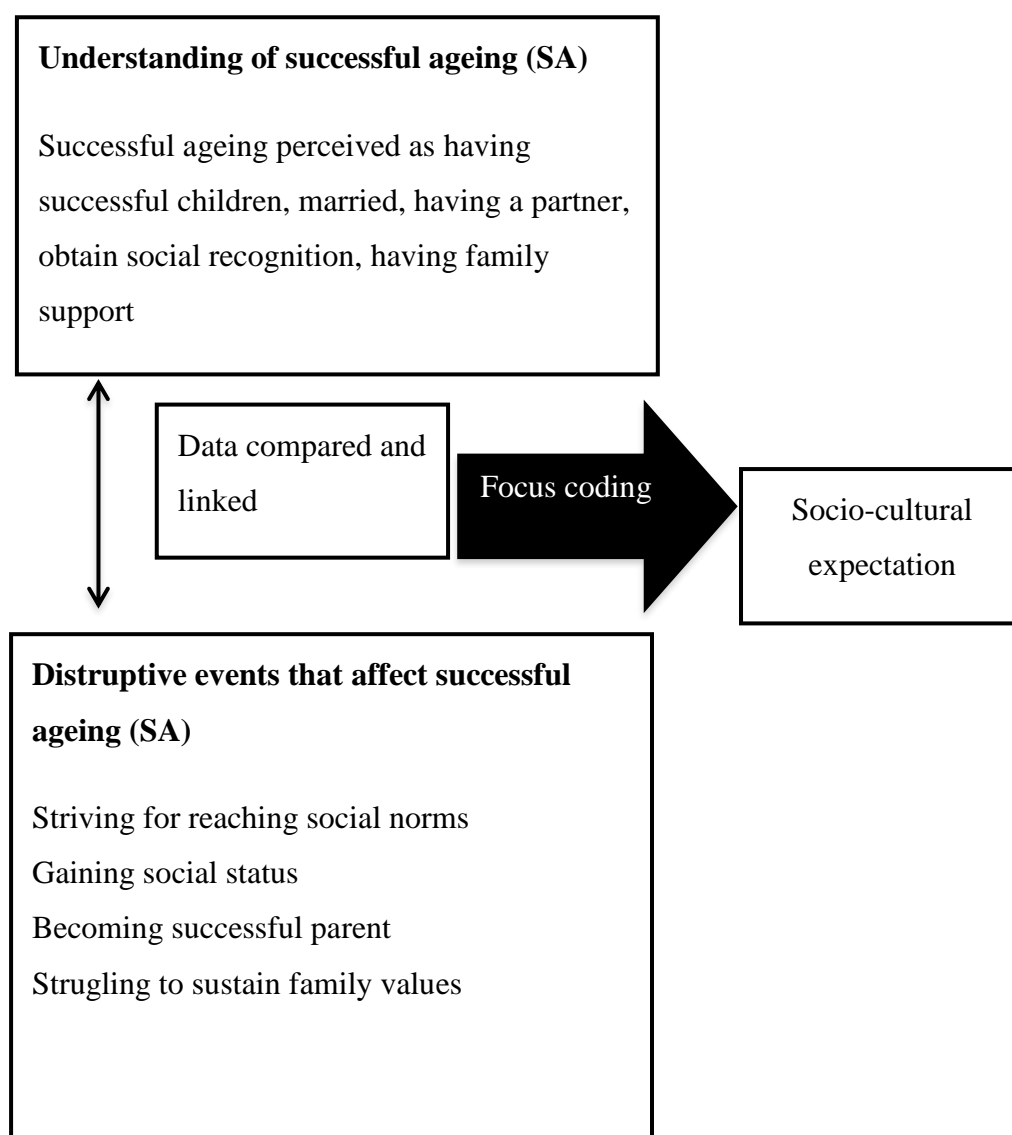 Understanding of successful ageing (SA)
Successful ageing perceived as having
successful children, married, having a partner,
obtain social recognition, having family
support
Data compared and
linked
Focus coding
Socio-cultural
expectation
Distruptive events that affect successful
ageing (SA)
Striving for reaching social norms
Gaining social status
Becoming successful parent
Strugling to sustain family values